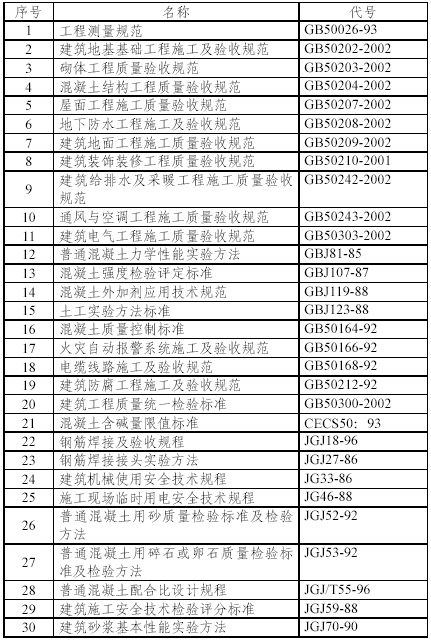 序号 名称 代号
1 工程测量规范 GB50026-93
2 建筑地基基础工程施工及验收规范 GB50202-2002
3 砌体工程质量验收规范 GB50203-2002
4 混凝土结构工程质量验收规范 GB50204-2002
5 屋面工程施工质量验收规范 GB50207-2002
6 地下防水工程施工及验收规范 GB50208-2002
7 建筑地面工程施工质量验收规范 GB50209-2002
8 建筑装饰装修工程质量验收规范 GB50210-2001
9 建筑给排水及采暖工程施工质量验收 GB50242-2002
规范
10 通风与空调工程施工质量验收规范 GB50243-2002
11 建筑电气工程施工质量验收规范 GB50303-2002
12 普通混凝土力学性能实验方法 GBJ81-85
13 混凝土强度检验评定标准 GBJ107-87
14 混凝土外加剂应用技术规范 GBJ119-88
15 土工实验方法标准 GBJ123-88
16 混凝土质量控制标准 GB50164-92
17 火灾自动报警系统施工及验收规范 GB50166-92
18 电缆线路施工及验收规范 GB50168-92
19 建筑防腐工程施工及验收规范 GB50212-92
20 建筑工程质量统一检验标准 GB50300-2002
21 混凝土含碱量限值标准 CECS50：93
22 钢筋焊接及验收规程 JGJ18-96
23 钢筋焊接接头实验方法 JGJ27-86
24 建筑机械使用安全技术规程 JG33-86
25 施工现场临时用电安全技术规程 JG46-88
26 普通混凝土用砂质量检验标准及检验 JGJ52-92
方法
27 普通混凝土用碎石或卵石质量检验标 JGJ53-92
准及检验方法
28 普通混凝土配合比设计规程 JGJ/T55-96
29 建筑施工安全技术检验评分标准 JGJ59-88
30 建筑砂浆基本性能实验方法 JGJ70-90